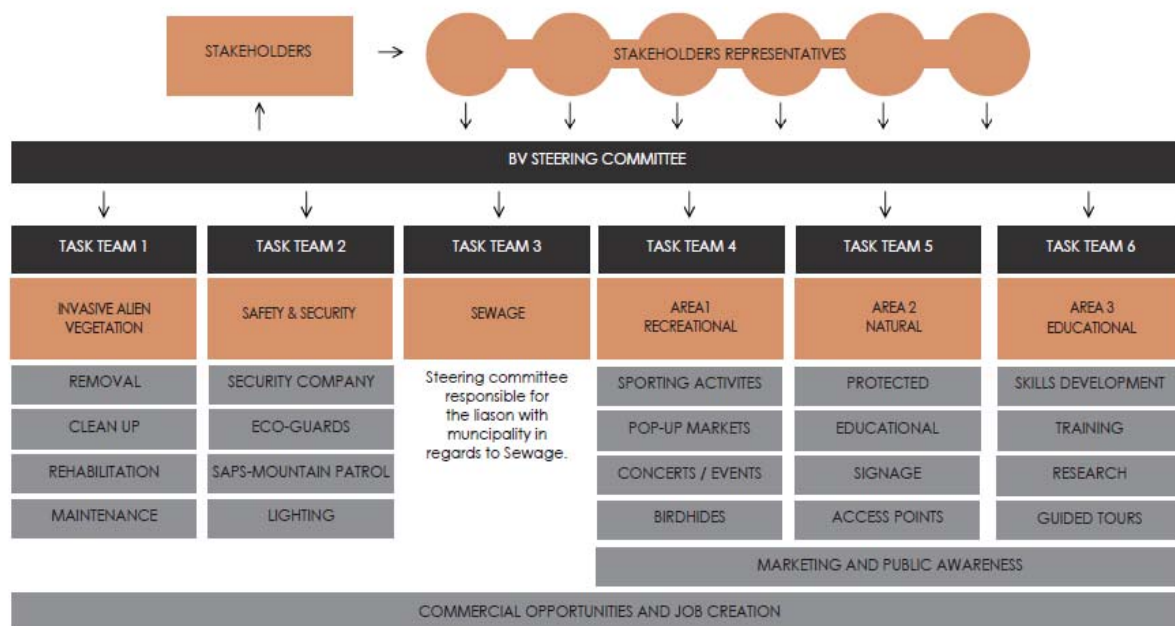 STAKEHOLDERS
STAKEHOLDERS REPRESENTATIVES
BV STEERING COMMITTEE
TASK TEAM 1
TASK TEAM 2
TASK TEAM 3
TASK TEAM 4
TASK TEAM 5
TASK TEAM 6
INVASIVE ALIEN
VEGETATION
SAFETY & SECURITY
SEWAGE
AREA1
RECREATIONAL
AREA 2
NATURAL
AREA 3
EDUCATIONAL
REMOVAL
CLEAN UP
REHABILITATION
MAINTENANCE
SECURITY COMPANY
ECO-GUARDS
SAPS-MOUNTAIN PATROL
LIGHTING
Steering committee
responsible for
the liason with
muncipality in
regards to Sewage.
SPORTING ACTIVITES
POP-UP MARKETS
CONCERTS / EVENTS
BIRDHIDES
PROTECTED
EDUCATIONAL
SIGNAGE
ACCESS POINTS
SKILLS DEVELOPMENT
TRAINING
RESEARCH
GUIDED TOURS
MARKETING AND PUBLIC AWARENESS
COMMERCIAL OPPORTUNITIES AND JOB CREATION